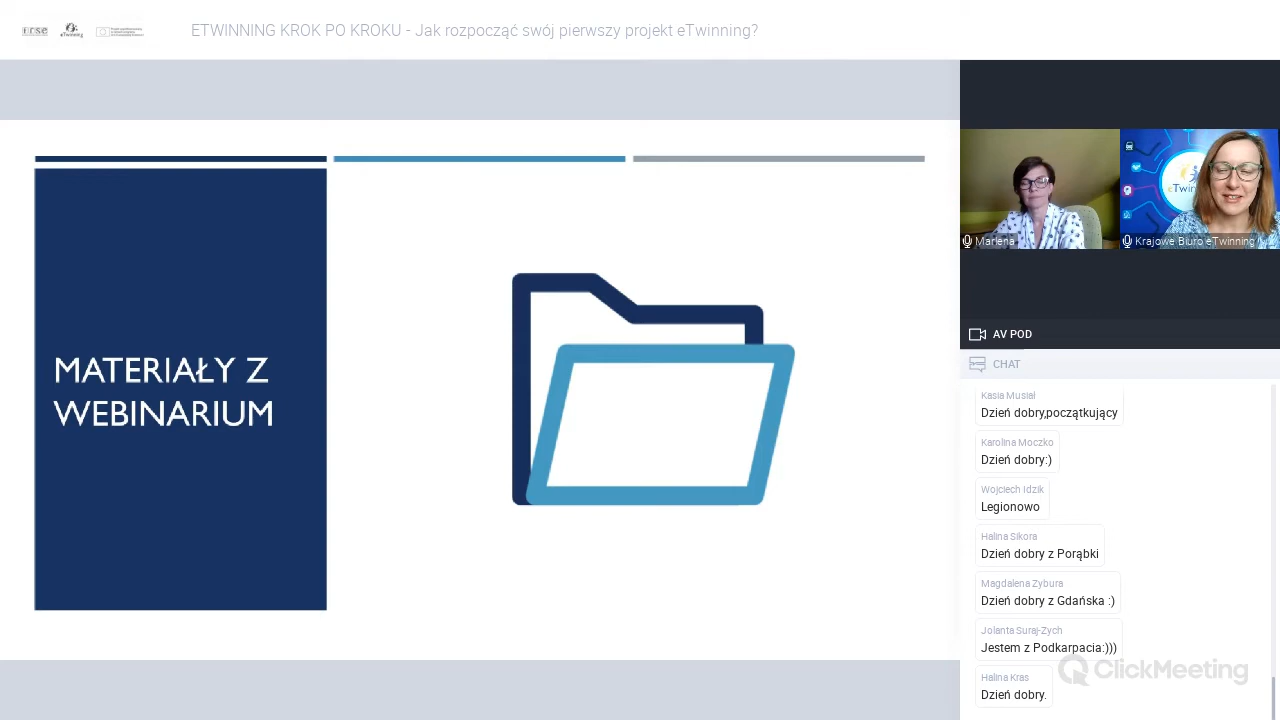 FRSE
eTwinning
ETWINNING KROK PO KROKU - Jak rozpocząć swój pierwszy projekt eTwinning?
MATERIAŁY Z
WEBINARIUM
Marlena
Krajowe Biuro eTwinning
AV POD
CHAT
Kasia Musiał
Dzień dobry,początkujący
Karolina Moczko
Dzień dobry:)
Wojciech Idzik
Legionowo
Halina Sikora
Dzień dobry z Porąbki
Magdalena Zybura
Dzień dobry z Gdańska :)
Jolanta Suraj-Zych
Jestem z Podkarpacia:)))
Halina Kras
Dzień dobry.
ClickMeeting